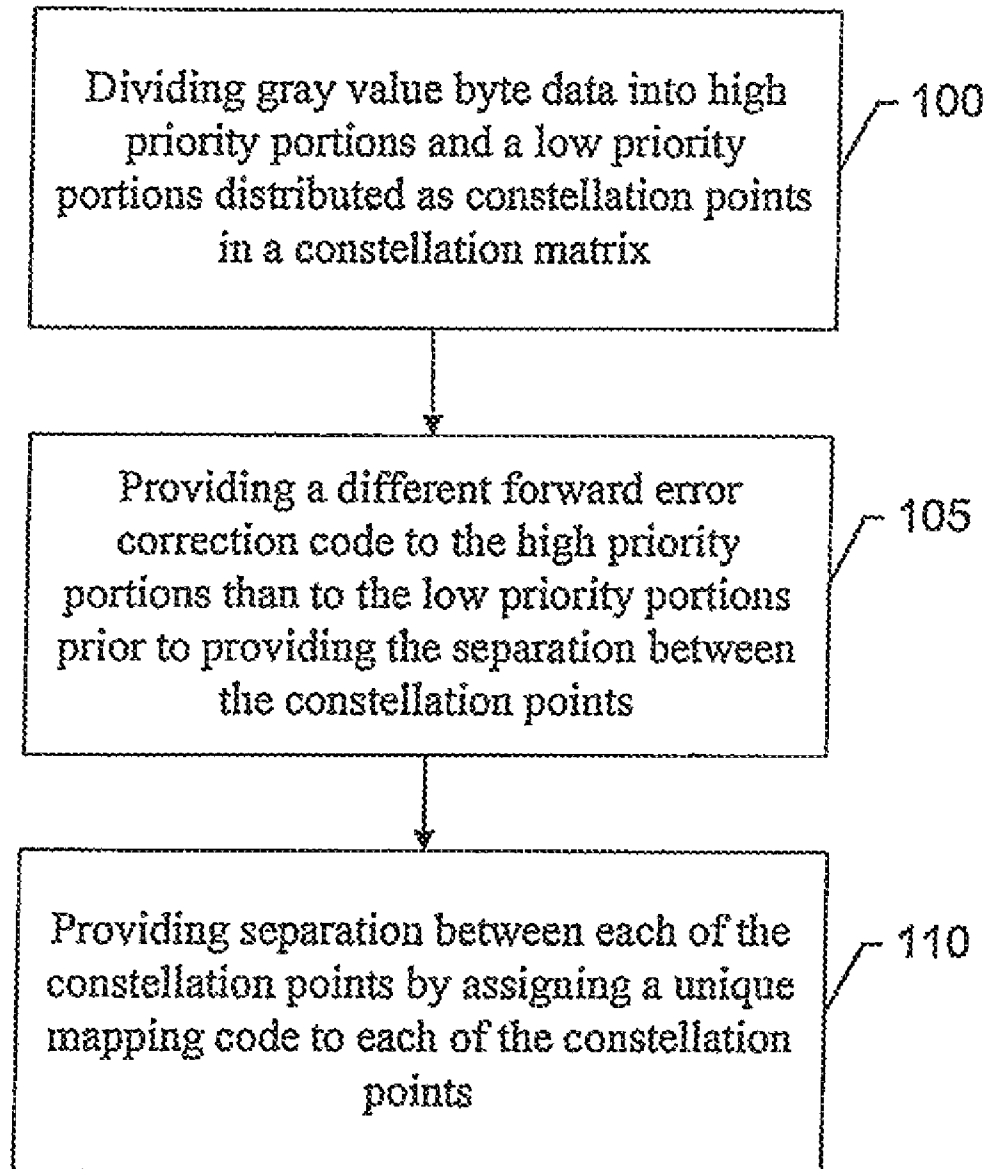 Dividing gray value byte data into high
priority portions and a low priority
portions distributed as constellation points
in a constellation matrix
100
Providing a different forward error
correction code to the high priority
portions than to the low priority portions
prior to providing the separation between
the constellation points
105
Providing separation between each of the
constellation points by assigning a unique
mapping code to each of the constellation
points
110